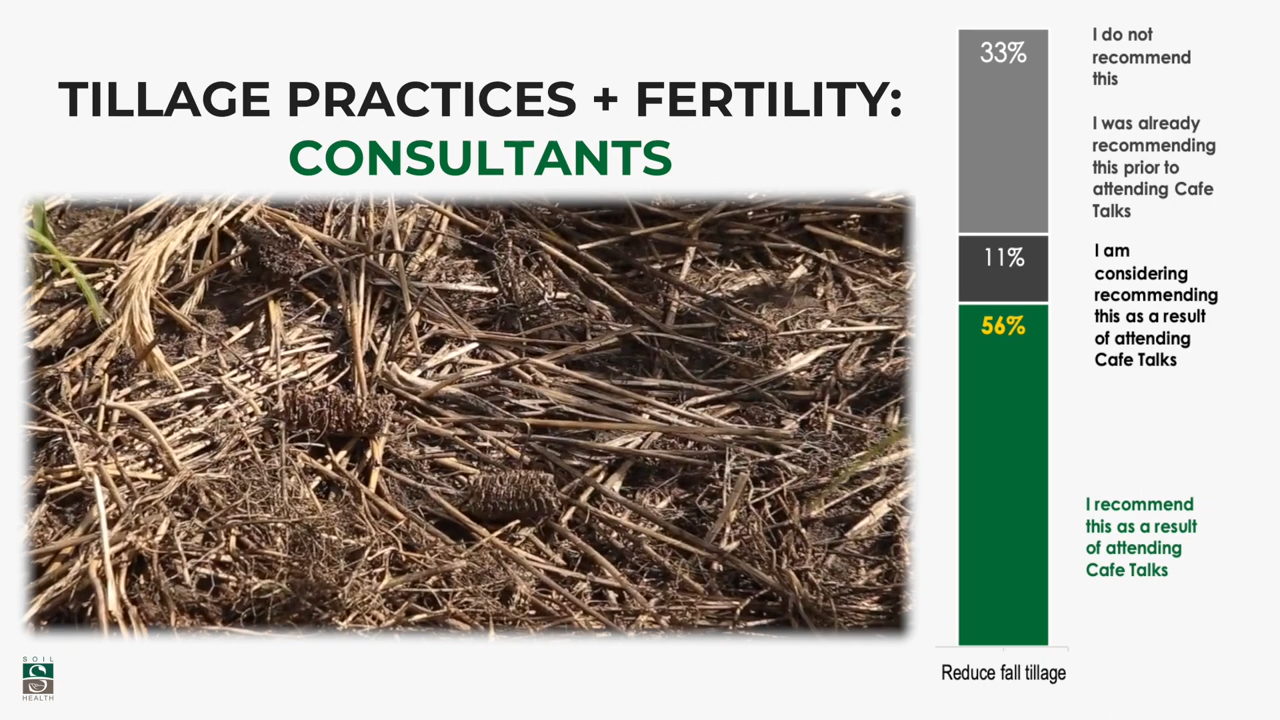 TILLAGE PRACTICES + FERTILITY:
CONSULTANTS
33%
11%
56%
Reduce fall tillage
I do not
recommend
this
I was already
recommending
this prior to
attending Cafe
Talks
I am
considering
recommending
this as a result
of attending
Cafe Talks
I recommend
this as a result
of attending
Cafe Talks
SOIL
HEALTH